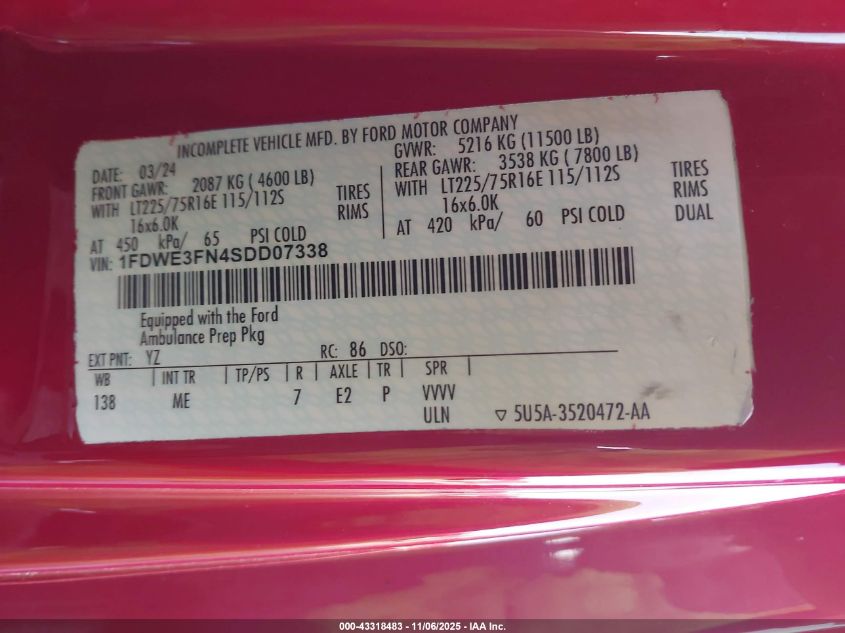 INCOMPLETE VEHICLE MFD. BY FORD MOTOR COMPANY
DATE: 03/24
FRONT GAWR: 2087 KG (4600 LB)
WITH LT225/75R16E 115/112S TIRES
16x6.0K RIMS
AT 450 kPa/ 65 PSI COLD
GVWR: 5216 KG (11500 LB)
REAR GAWR: 3538 KG (7800 LB)
WITH LT225/75R16E 115/112S TIRES
16x6.0K RIMS
AT 420 kPa/ 60 PSI COLD DUAL
VIN: 1FDWE3FN4SDD07338
Equipped with the Ford
Ambulance Prep Pkg
EXT PNT: YZ RC: 86 DSO:
WB INT TR TP/PS R AXLE TR SPR
138 ME 7 E2 P VVVV
ULN ▽ 5U5A-3520472-AA
000-43318483 - 11/06/2025 - IAA Inc.